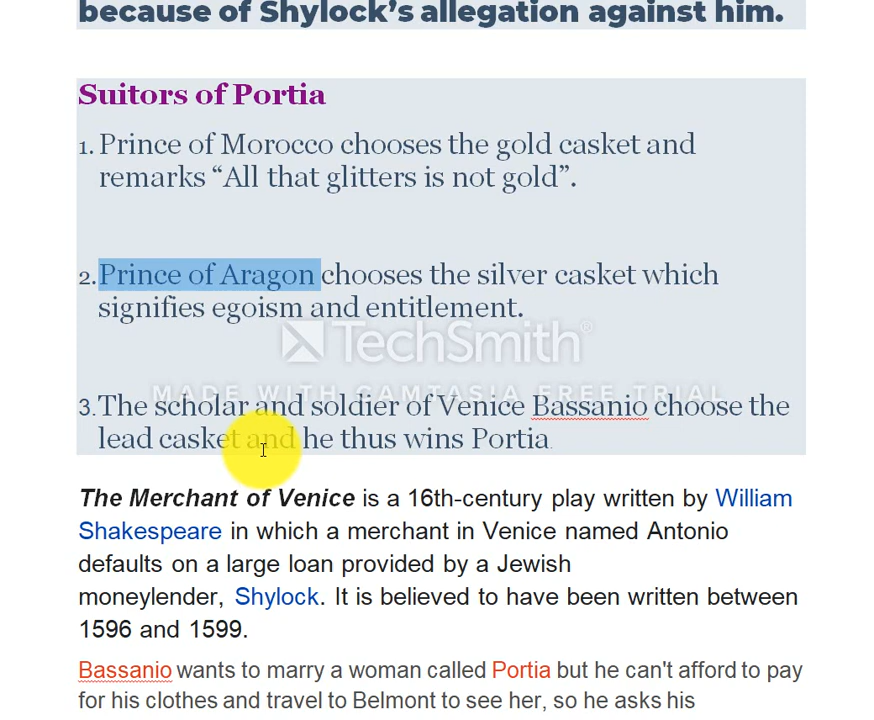 because of Shylock’s allegation against him.
Suitors of Portia
1. Prince of Morocco chooses the gold casket and
remarks “All that glitters is not gold”.
2. Prince of Aragon chooses the silver casket which
signifies egoism and entitlement.
TechSmith®
MADE WITH CAMTASIA FREE TRIAL
3. The scholar and soldier of Venice Bassanio choose the
lead casket and he thus wins Portia.
The Merchant of Venice is a 16th-century play written by William
Shakespeare in which a merchant in Venice named Antonio
defaults on a large loan provided by a Jewish
moneylender, Shylock. It is believed to have been written between
1596 and 1599.
Bassanio wants to marry a woman called Portia but he can't afford to pay
for his clothes and travel to Belmont to see her, so he asks his